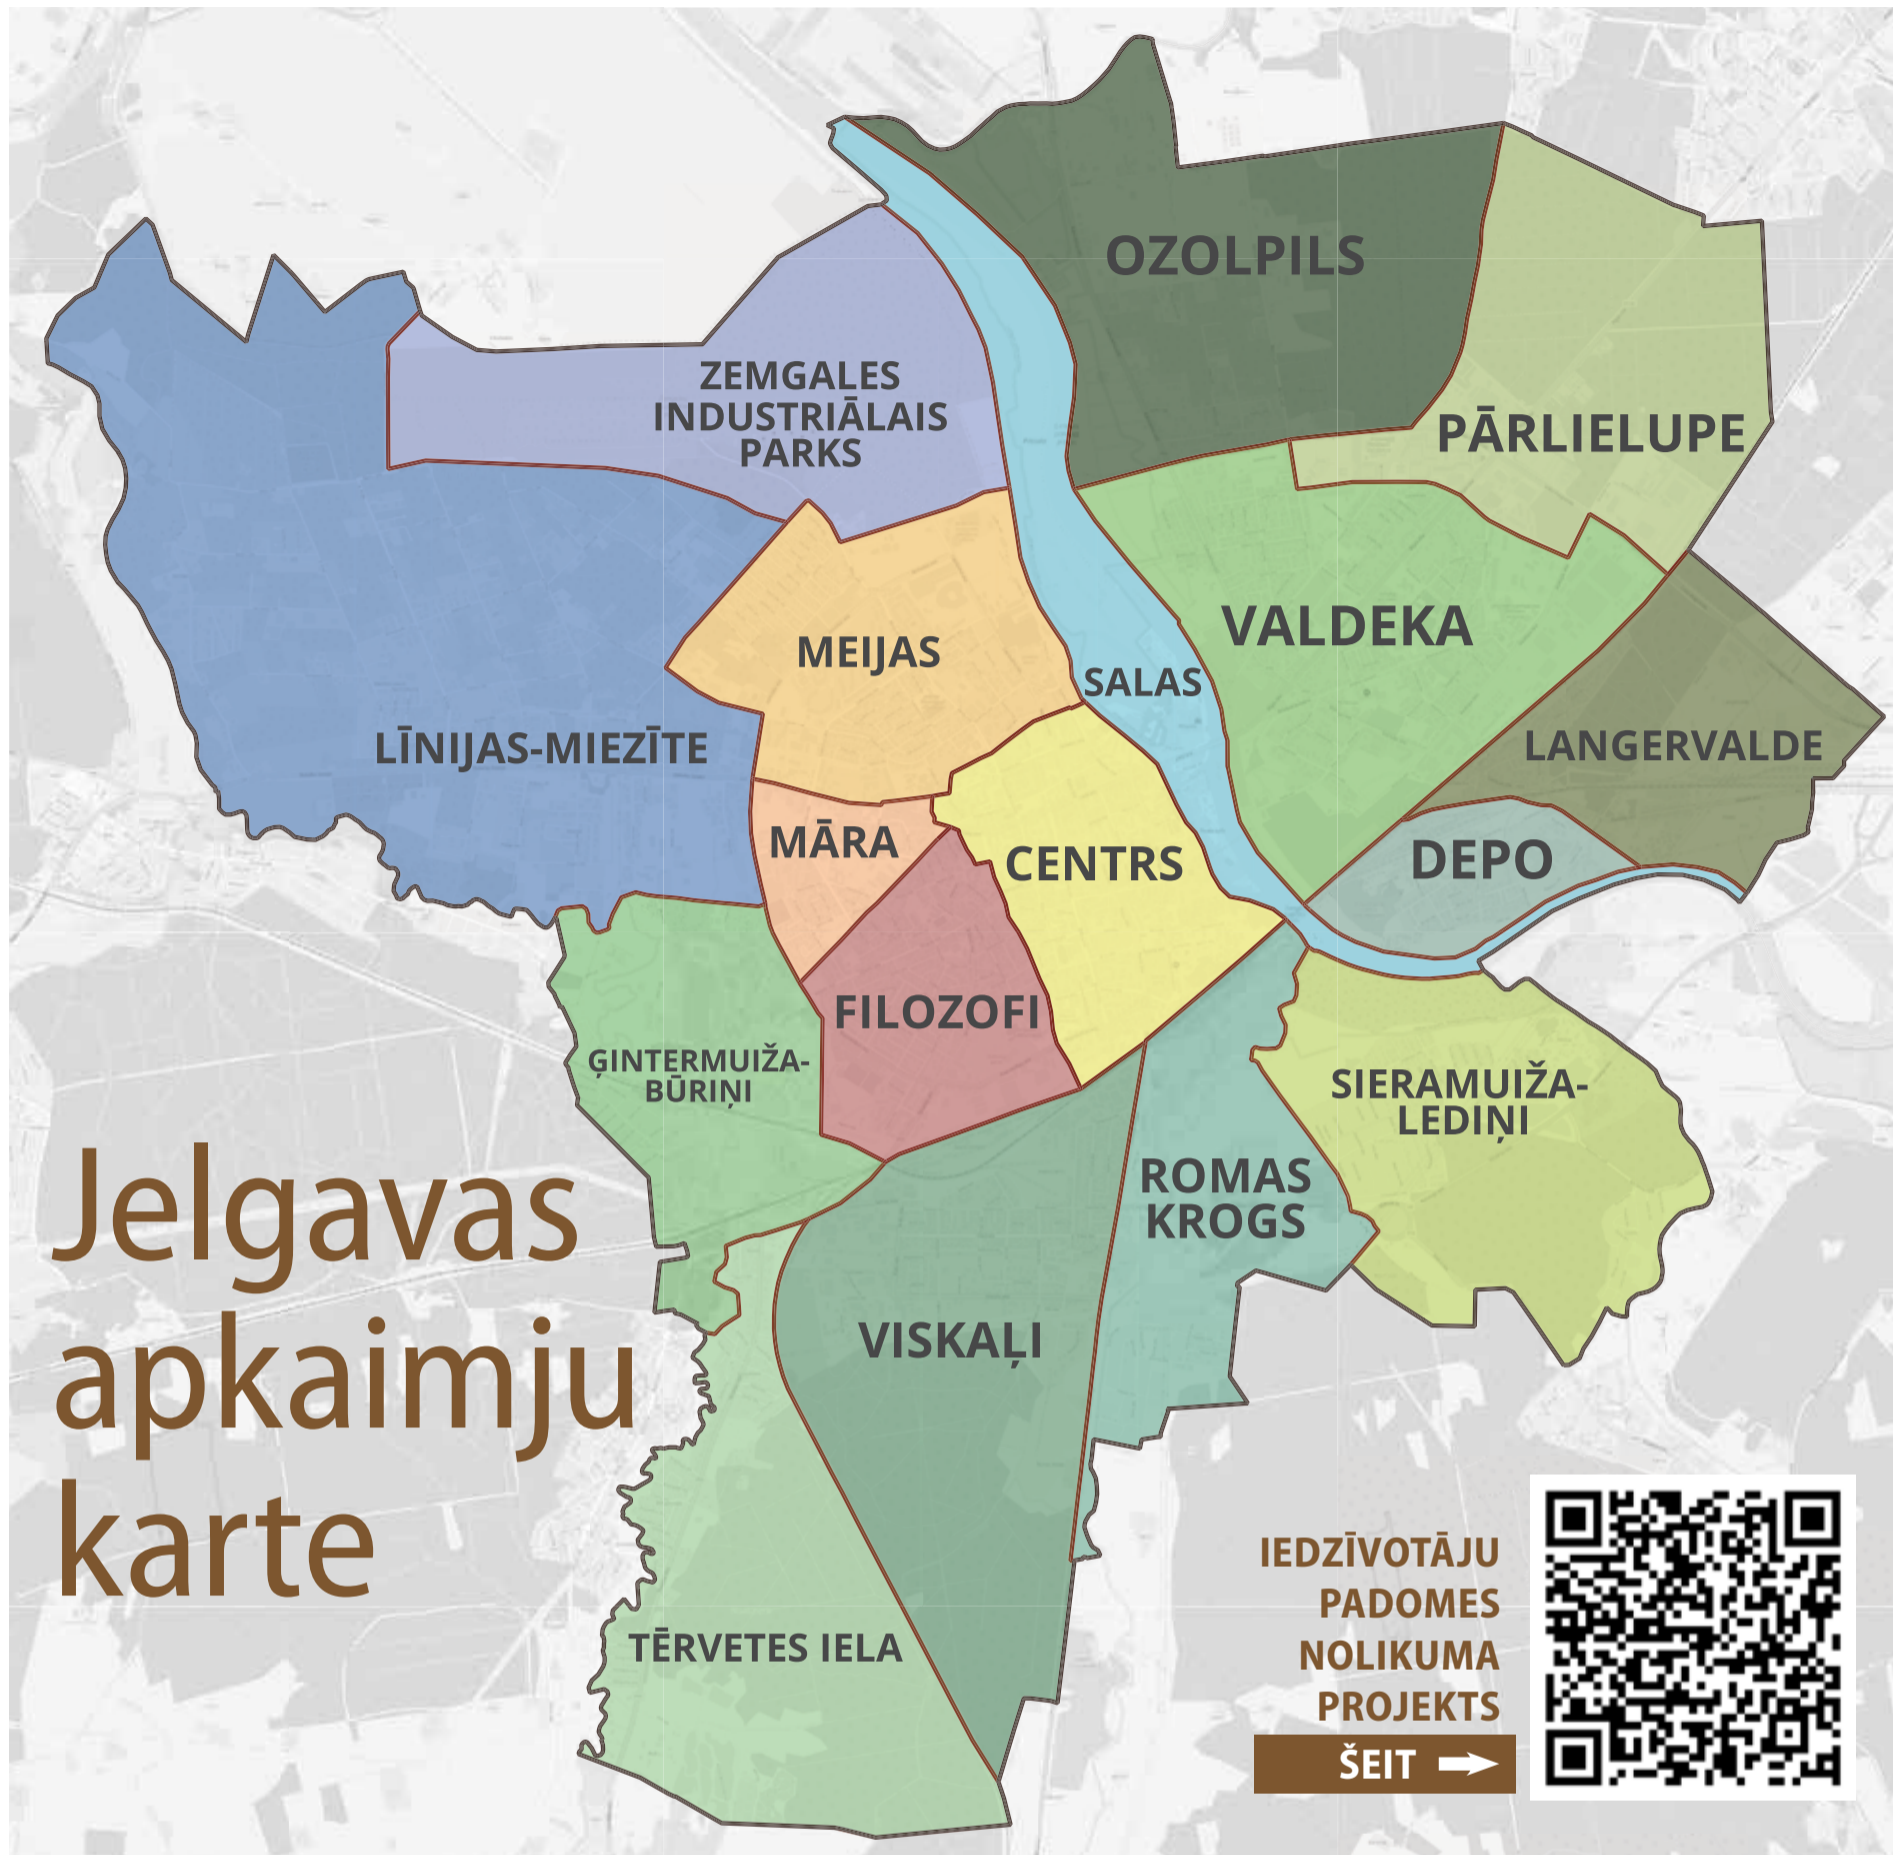 OZOLPILS
ZEMGALES
INDUSTRIĀLAIS
PARKS
PĀRLIELUPE
MEIJAS
VALDEKA
SALAS
LĪNIJAS-MIEZĪTE
LANGERVALDE
MĀRA
CENTRS
DEPO
FILOZOFI
ĢINTERMUIŽA-
BŪRIŅI
SIERAMUIŽA-
LEDIŅI
ROMAS
KROGS
VISKAĻI
TĒRVETES IELA
Jelgavas
apkaimju
karte
IEDZĪVOTĀJU
PADOMES
NOLIKUMA
PROJEKTS
ŠEIT